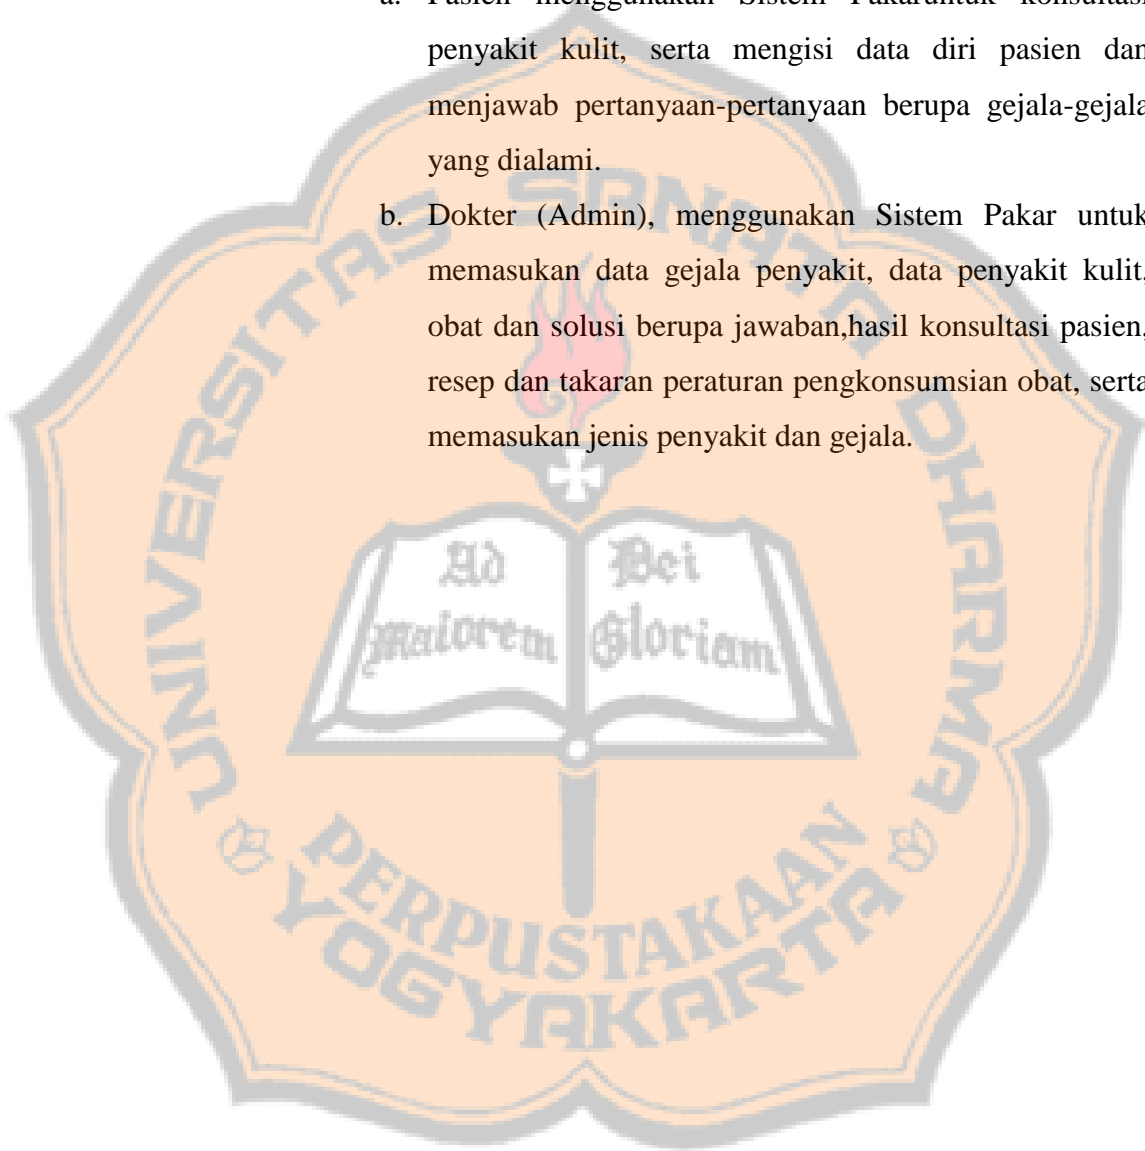 a. Pasien menggunakan Sistem Pakaruntuk konsultasi
penyakit kulit, serta mengisi data diri pasien dan
menjawab pertanyaan-pertanyaan berupa gejala-gejala
yang dialami.
b. Dokter (Admin), menggunakan Sistem Pakar untuk
memasukan data gejala penyakit, data penyakit kulit,
obat dan solusi berupa jawaban,hasil konsultasi pasien,
resep dan takaran peraturan pengkonsumsian obat, serta
memasukan jenis penyakit dan gejala.
UNIVERSITAS SANATA DHARMA
Ad
maiorem
Dei
Gloriam
PERPUSTAKAAN
YOGYAKARTA